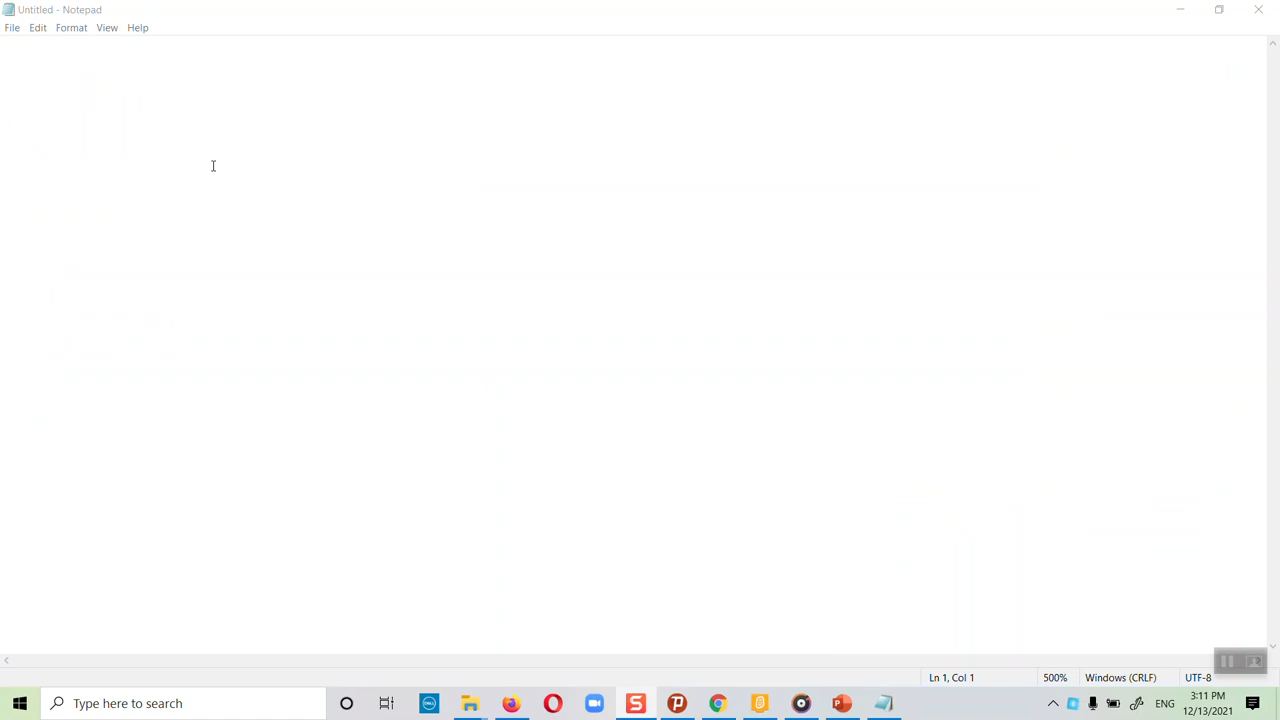 Untitled - Notepad
File Edit Format View Help
Ln 1, Col 1 500% Windows (CRLF) UTF-8
Type here to search
DELL
S
P
ENG
3:11 PM
12/13/2021